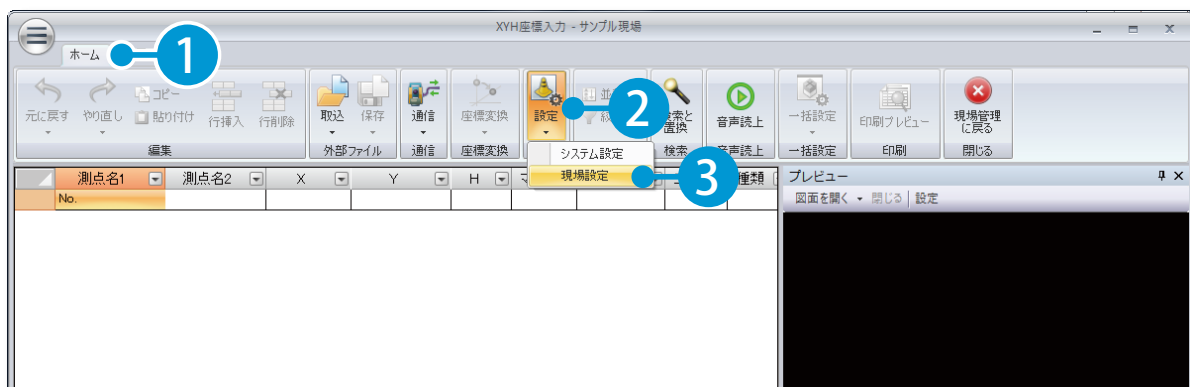 XYH座標入力 - サンプル現場
ホーム
1
元に戻す やり直し コピー 貼り付け 行挿入 行削除
編集
取込 保存
外部ファイル
通信
通信
座標変換
座標変換
設定
2
検索と置換
検索
音声読上
音声読上
一括設定
一括設定
印刷プレビュー
印刷
現場管理
に戻る
閉じる
システム設定
現場設定
3
測点名1 測点名2 X Y H 種類
No.
プレビュー
図面を開く 閉じる 設定